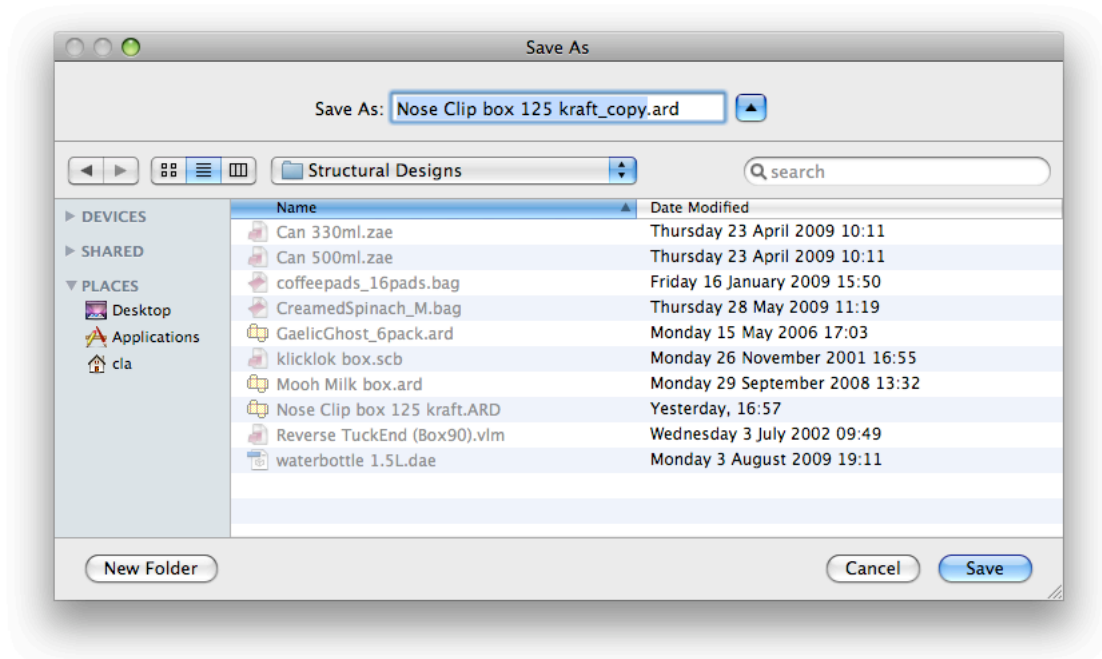 Save As
Save As: Nose Clip box 125 kraft_copy.ard
Structural Designs
search
DEVICES
SHARED
PLACES
Desktop
Applications
cla
Name Date Modified
Can 330ml.zae Thursday 23 April 2009 10:11
Can 500ml.zae Thursday 23 April 2009 10:11
coffeepads_16pads.bag Friday 16 January 2009 15:50
CreamedSpinach_M.bag Thursday 28 May 2009 11:19
GaelicGhost_6pack.ard Monday 15 May 2006 17:03
klicklok box.scb Monday 26 November 2001 16:55
Mooh Milk box.ard Monday 29 September 2008 13:32
Nose Clip box 125 kraft.ARD Yesterday, 16:57
Reverse TuckEnd (Box90).vlm Wednesday 3 July 2002 09:49
waterbottle 1.5L.dae Monday 3 August 2009 19:11
New Folder Cancel Save